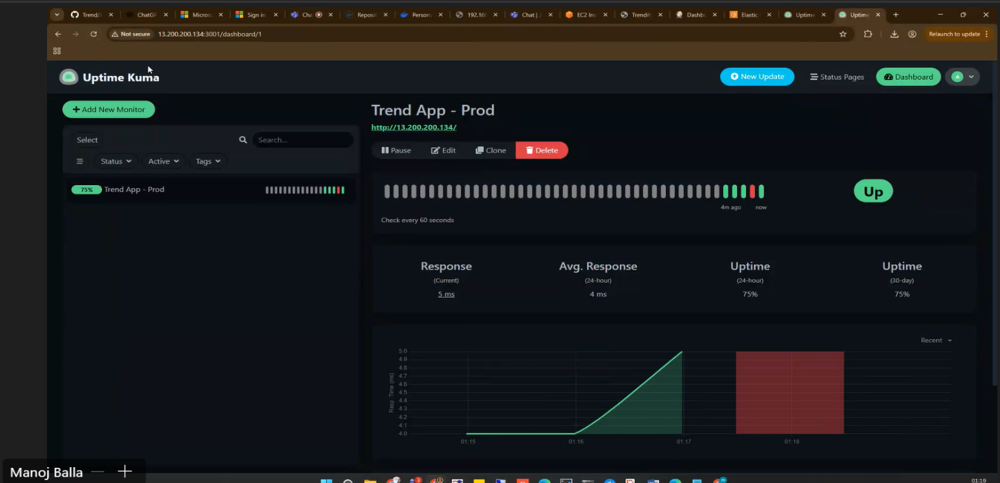 Trend/
ChatGP
Micros
Sign in
Cha
Reposit
Person
192.168
Chat |
EC2 In
Trendif
Dashb
Elastic
Uptime
Uptime
Not secure
13.200.200.134:3001/dashboard/1
Relaunch to update
Uptime Kuma
New Update
Status Pages
Dashboard
A
Add New Monitor
Select
Search...
Status
Active
Tags
75%
Trend App - Prod
Trend App - Prod
http://13.200.200.134/
Pause
Edit
Clone
Delete
Up
4m ago
now
Check every 60 seconds
Response
Avg. Response
Uptime
Uptime
(Current)
(24-hour)
(24-hour)
(30-day)
5 ms
4 ms
75%
75%
Recent
Resp. Time (ms)
5.0
4.9
4.8
4.7
4.6
4.5
4.4
4.3
4.2
4.1
4.0
01:15
01:16
01:17
01:18
Manoj Balla
01:19